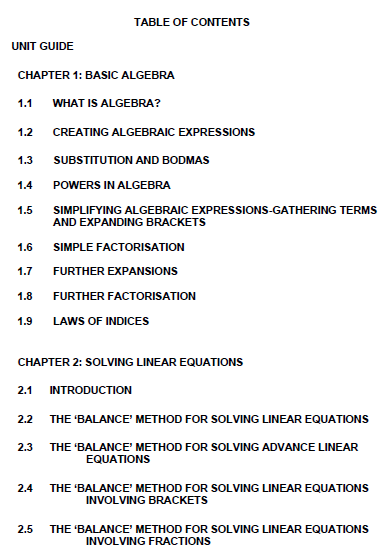 TABLE OF CONTENTS
UNIT GUIDE
CHAPTER 1: BASIC ALGEBRA
1.1 WHAT IS ALGEBRA?
1.2 CREATING ALGEBRAIC EXPRESSIONS
1.3 SUBSTITUTION AND BODMAS
1.4 POWERS IN ALGEBRA
1.5 SIMPLIFYING ALGEBRAIC EXPRESSIONS-GATHERING TERMS
AND EXPANDING BRACKETS
1.6 SIMPLE FACTORISATION
1.7 FURTHER EXPANSIONS
1.8 FURTHER FACTORISATION
1.9 LAWS OF INDICES
CHAPTER 2: SOLVING LINEAR EQUATIONS
2.1 INTRODUCTION
2.2 THE ‘BALANCE’ METHOD FOR SOLVING LINEAR EQUATIONS
2.3 THE ‘BALANCE’ METHOD FOR SOLVING ADVANCE LINEAR
EQUATIONS
2.4 THE ‘BALANCE’ METHOD FOR SOLVING LINEAR EQUATIONS
INVOLVING BRACKETS
2.5 THE ‘BALANCE’ METHOD FOR SOLVING LINEAR EQUATIONS
INVOLVING FRACTIONS